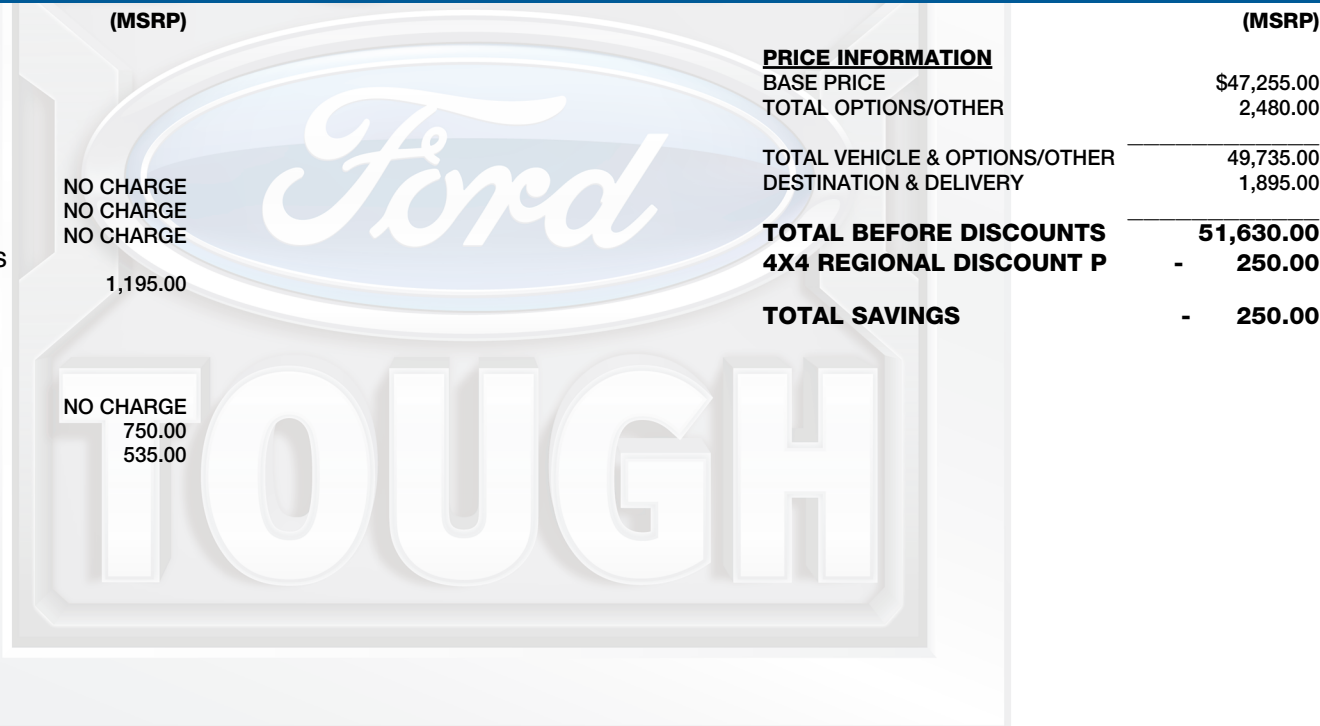 (MSRP)
NO CHARGE
NO CHARGE
NO CHARGE
S
1,195.00
NO CHARGE
750.00
535.00
Ford
TOUGH
(MSRP)
PRICE INFORMATION
BASE PRICE $47,255.00
TOTAL OPTIONS/OTHER 2,480.00
TOTAL VEHICLE & OPTIONS/OTHER 49,735.00
DESTINATION & DELIVERY 1,895.00
TOTAL BEFORE DISCOUNTS 51,630.00
4X4 REGIONAL DISCOUNT P - 250.00
TOTAL SAVINGS - 250.00